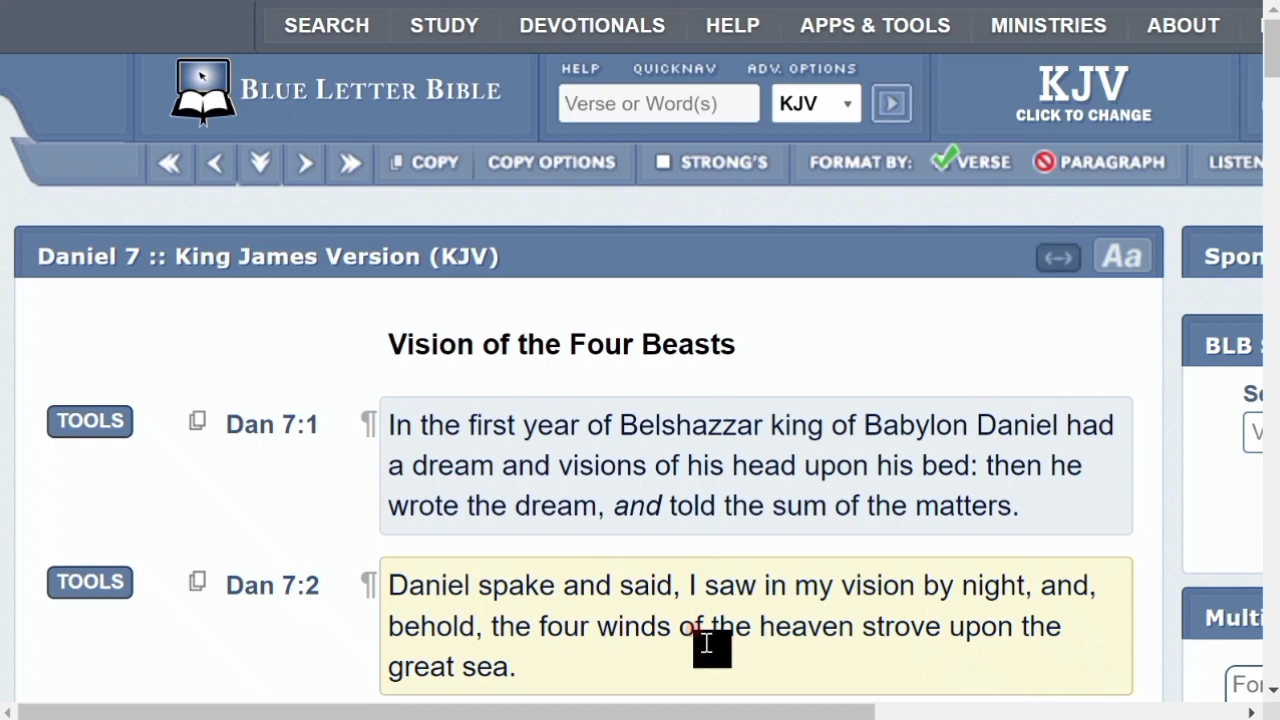 SEARCH STUDY DEVOTIONALS HELP APPS & TOOLS MINISTRIES ABOUT
HELP QUICKNAV ADV. OPTIONS
BLUE LETTER BIBLE
Verse or Word(s) KJV
KJV
CLICK TO CHANGE
COPY COPY OPTIONS STRONG'S FORMAT BY: VERSE PARAGRAPH LISTEN
Daniel 7 :: King James Version (KJV) Aa
Spon
Vision of the Four Beasts
BLB
TOOLS Dan 7:1 ¶ In the first year of Belshazzar king of Babylon Daniel had
a dream and visions of his head upon his bed: then he
wrote the dream, and told the sum of the matters.
TOOLS Dan 7:2 ¶ Daniel spake and said, I saw in my vision by night, and,
behold, the four winds of the heaven strove upon the
great sea.
Multi
For